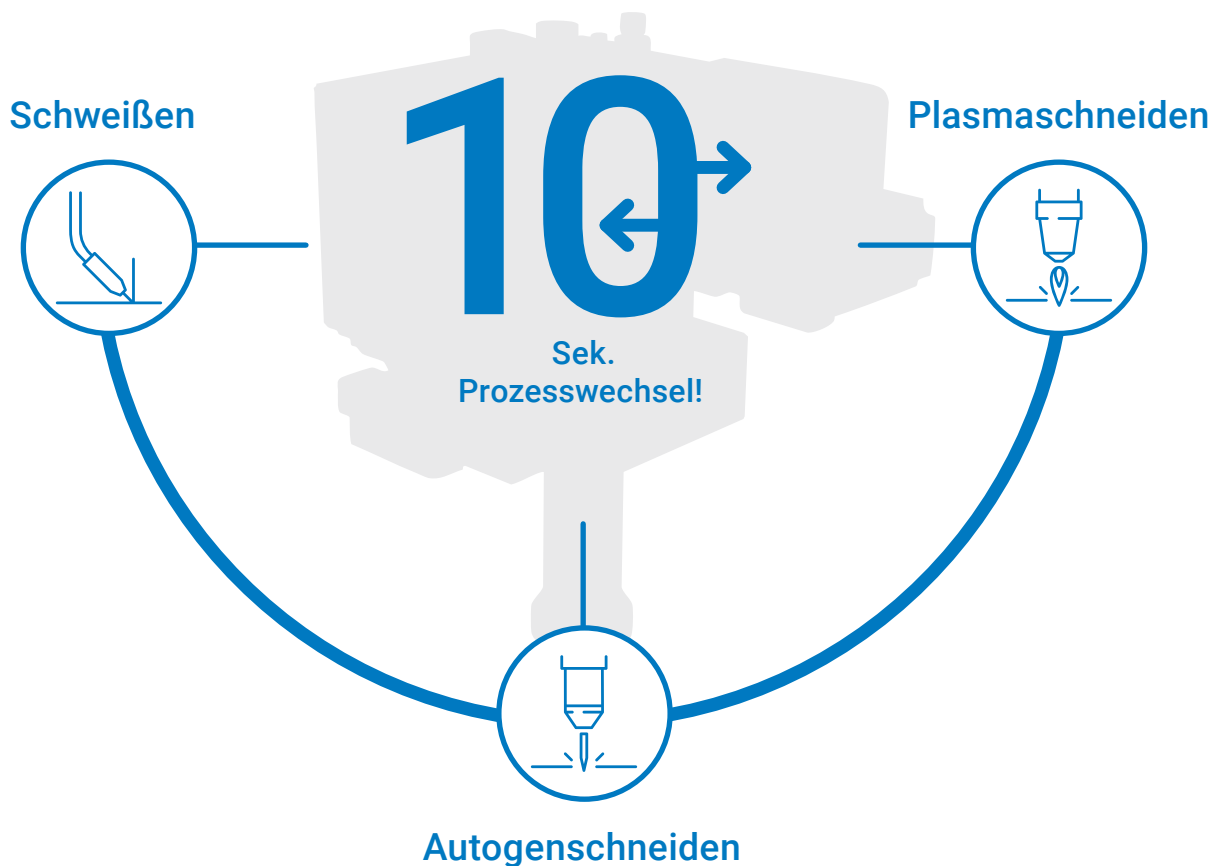 10
Schweißen
Plasmaschneiden
Sek.
Prozesswechsel!
Autogenschneiden